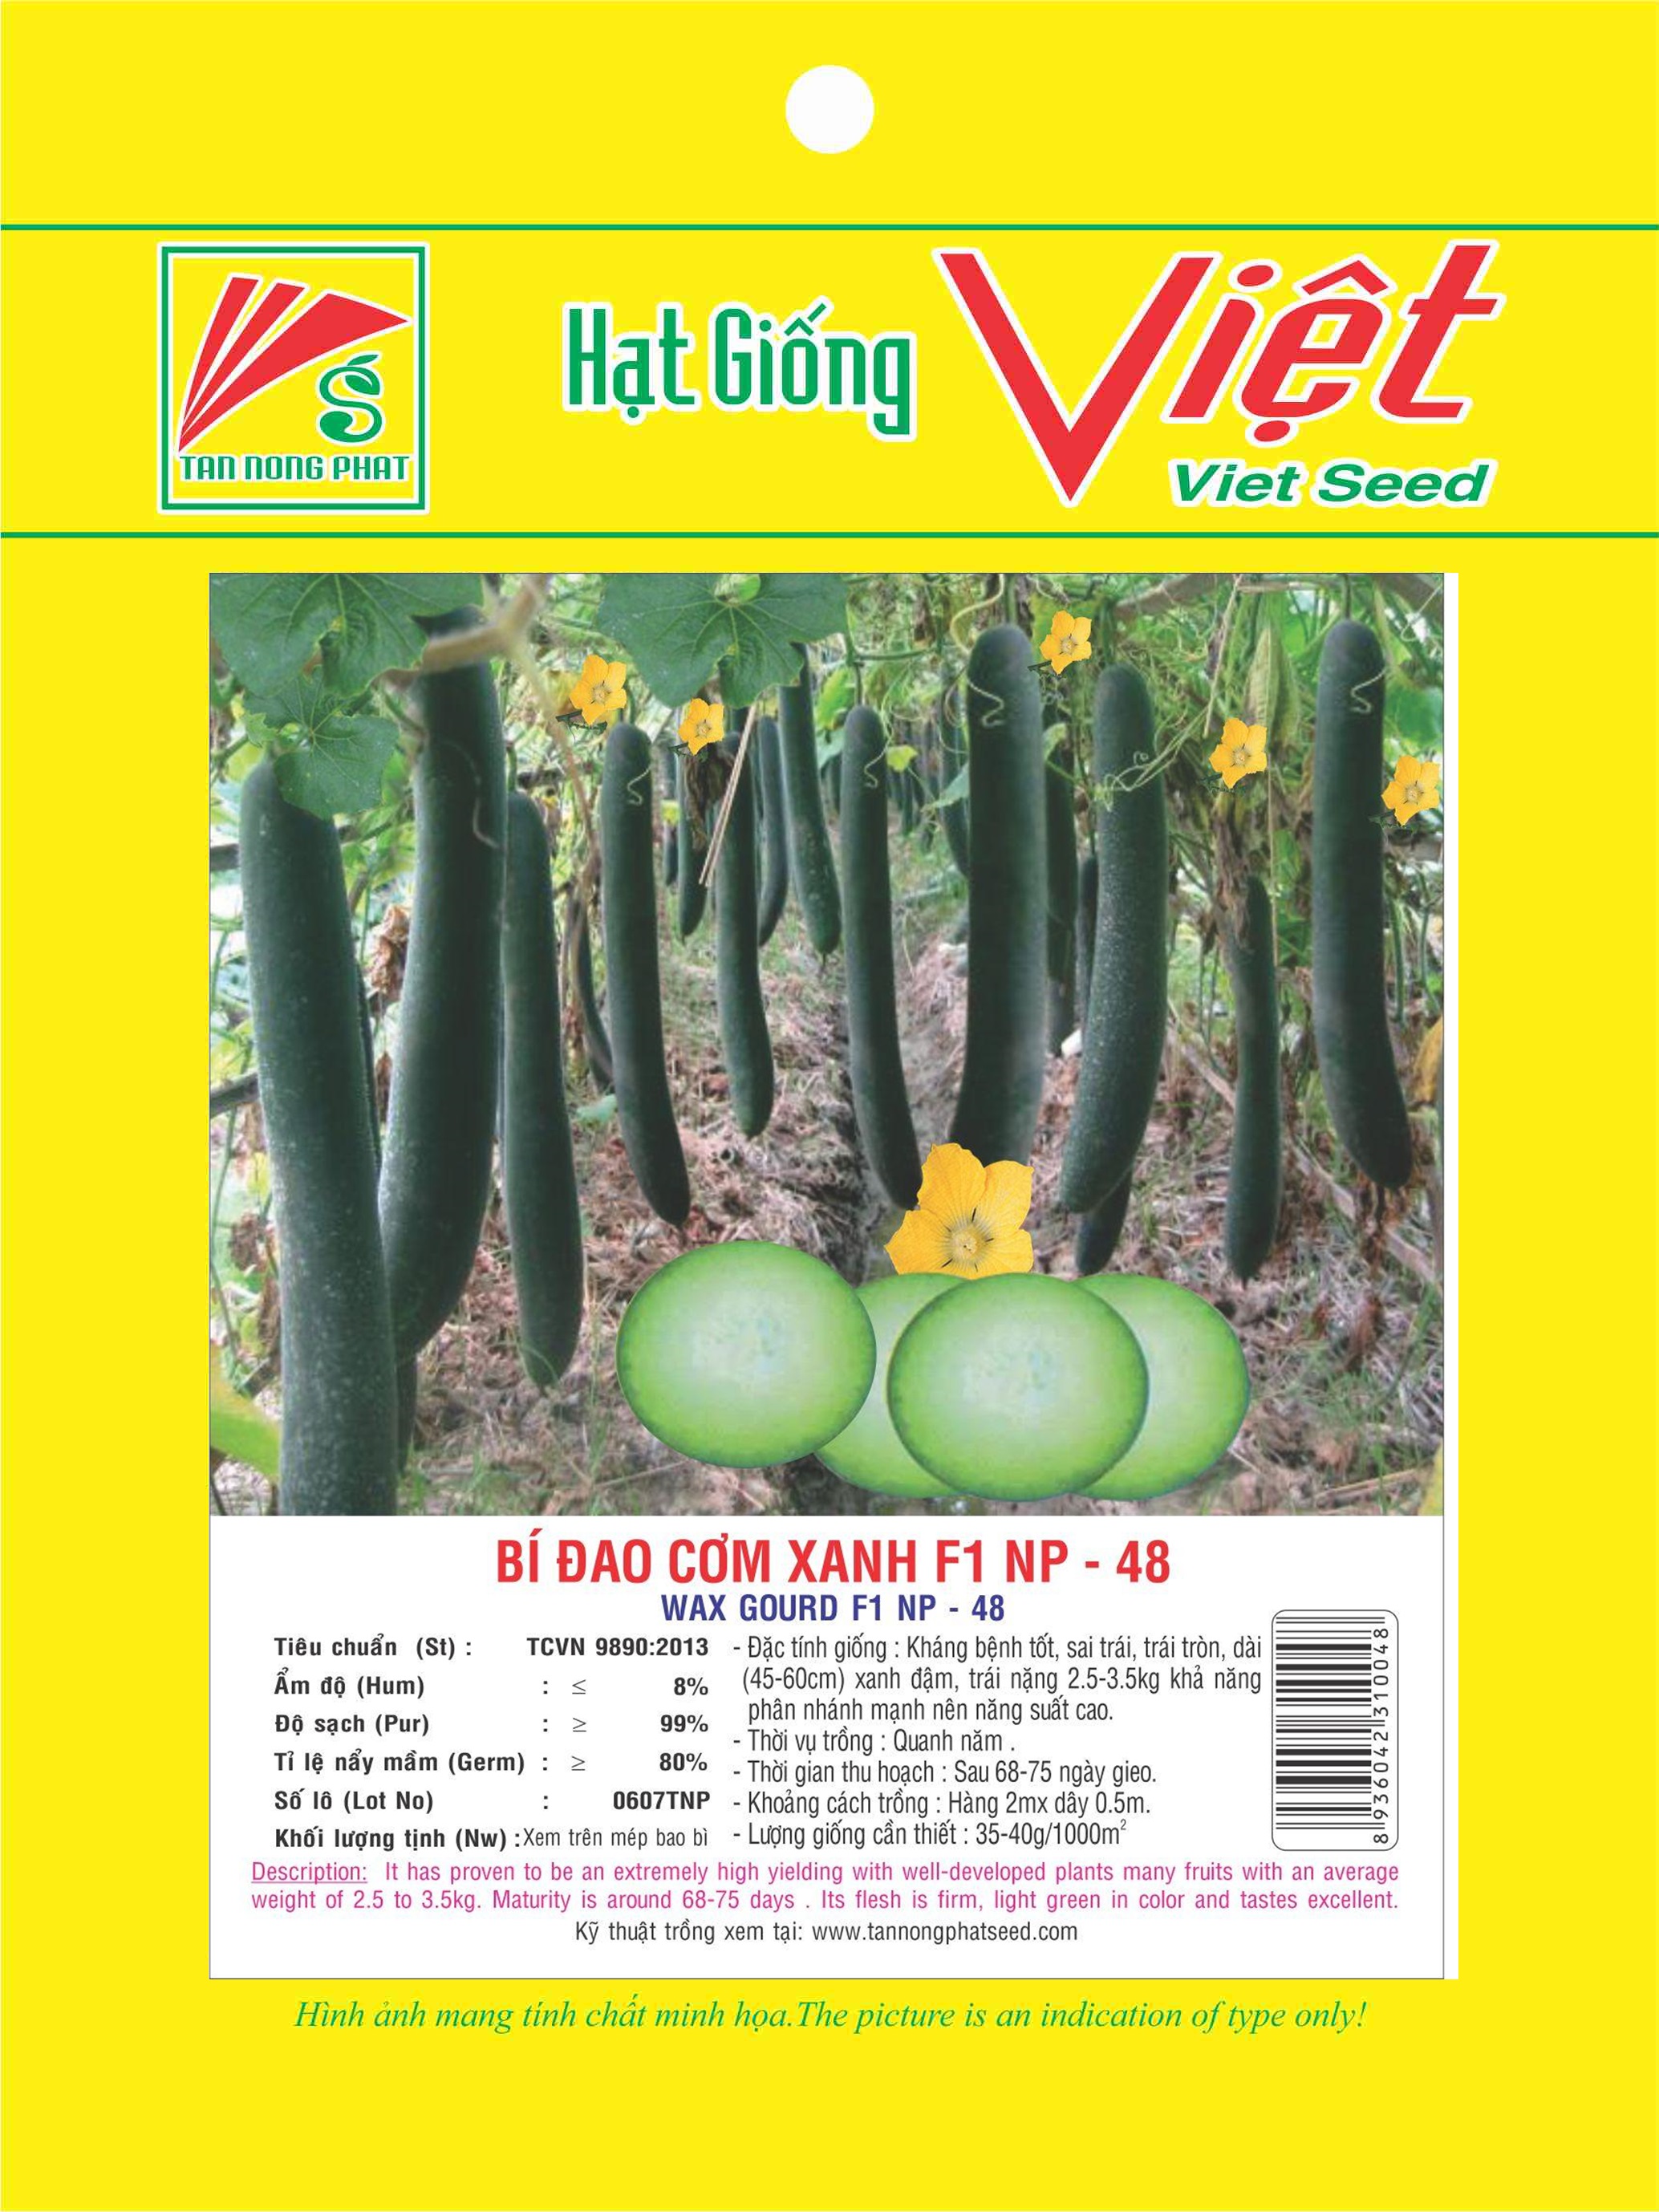 TAN NONG PHAT
Hạt Giống Việt
Viet Seed
BÍ ĐAO CƠM XANH F1 NP - 48
WAX GOURD F1 NP - 48
Tiêu chuẩn (St) : TCVN 9890:2013
Ẩm độ (Hum) : ≤ 8%
Độ sạch (Pur) : ≥ 99%
Tỉ lệ nẩy mầm (Germ) : ≥ 80%
Số lô (Lot No) : 0607TNP
Khối lượng tịnh (Nw) : Xem trên mép bao bì
- Đặc tính giống : Kháng bệnh tốt, sai trái, trái tròn, dài
(45-60cm) xanh đậm, trái nặng 2.5-3.5kg khả năng
phân nhánh mạnh nên năng suất cao.
- Thời vụ trồng : Quanh năm .
- Thời gian thu hoạch : Sau 68-75 ngày gieo.
- Khoảng cách trồng : Hàng 2mx dây 0.5m.
- Lượng giống cần thiết : 35-40g/1000m²
8 936042 310048
Description: It has proven to be an extremely high yielding with well-developed plants many fruits with an average
weight of 2.5 to 3.5kg. Maturity is around 68-75 days . Its flesh is firm, light green in color and tastes excellent.
Kỹ thuật trồng xem tại: www.tannongphatseed.com
Hình ảnh mang tính chất minh họa.The picture is an indication of type only!